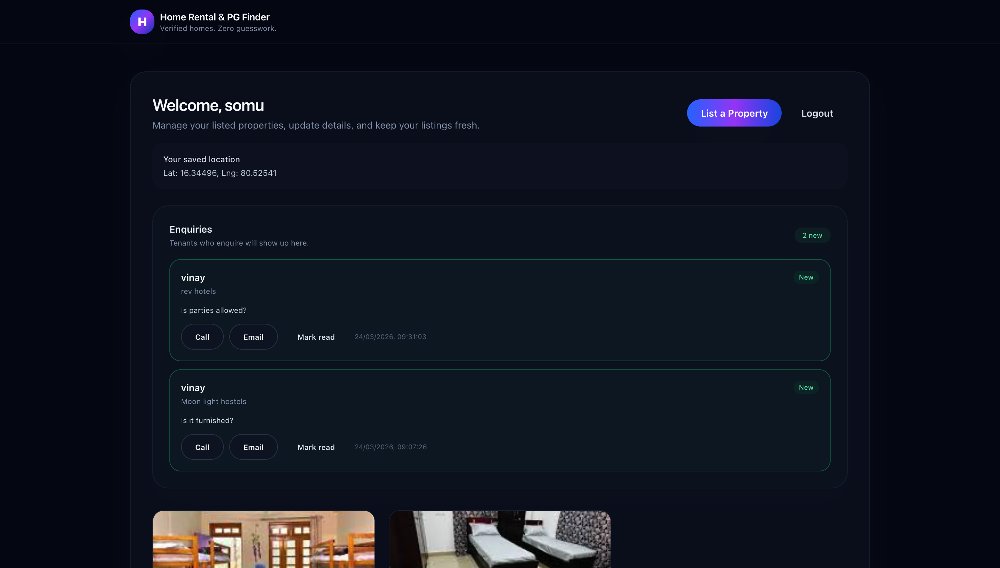 H
Home Rental & PG Finder
Verified homes. Zero guesswork.
Welcome, somu
Manage your listed properties, update details, and keep your listings fresh.
List a Property
Logout
Your saved location
Lat: 16.34496, Lng: 80.52541
Enquiries
Tenants who enquire will show up here.
2 new
vinay
New
rev hotels
Is parties allowed?
Call Email Mark read 24/03/2026, 09:31:03
vinay
New
Moon light hostels
Is it furnished?
Call Email Mark read 24/03/2026, 09:07:26